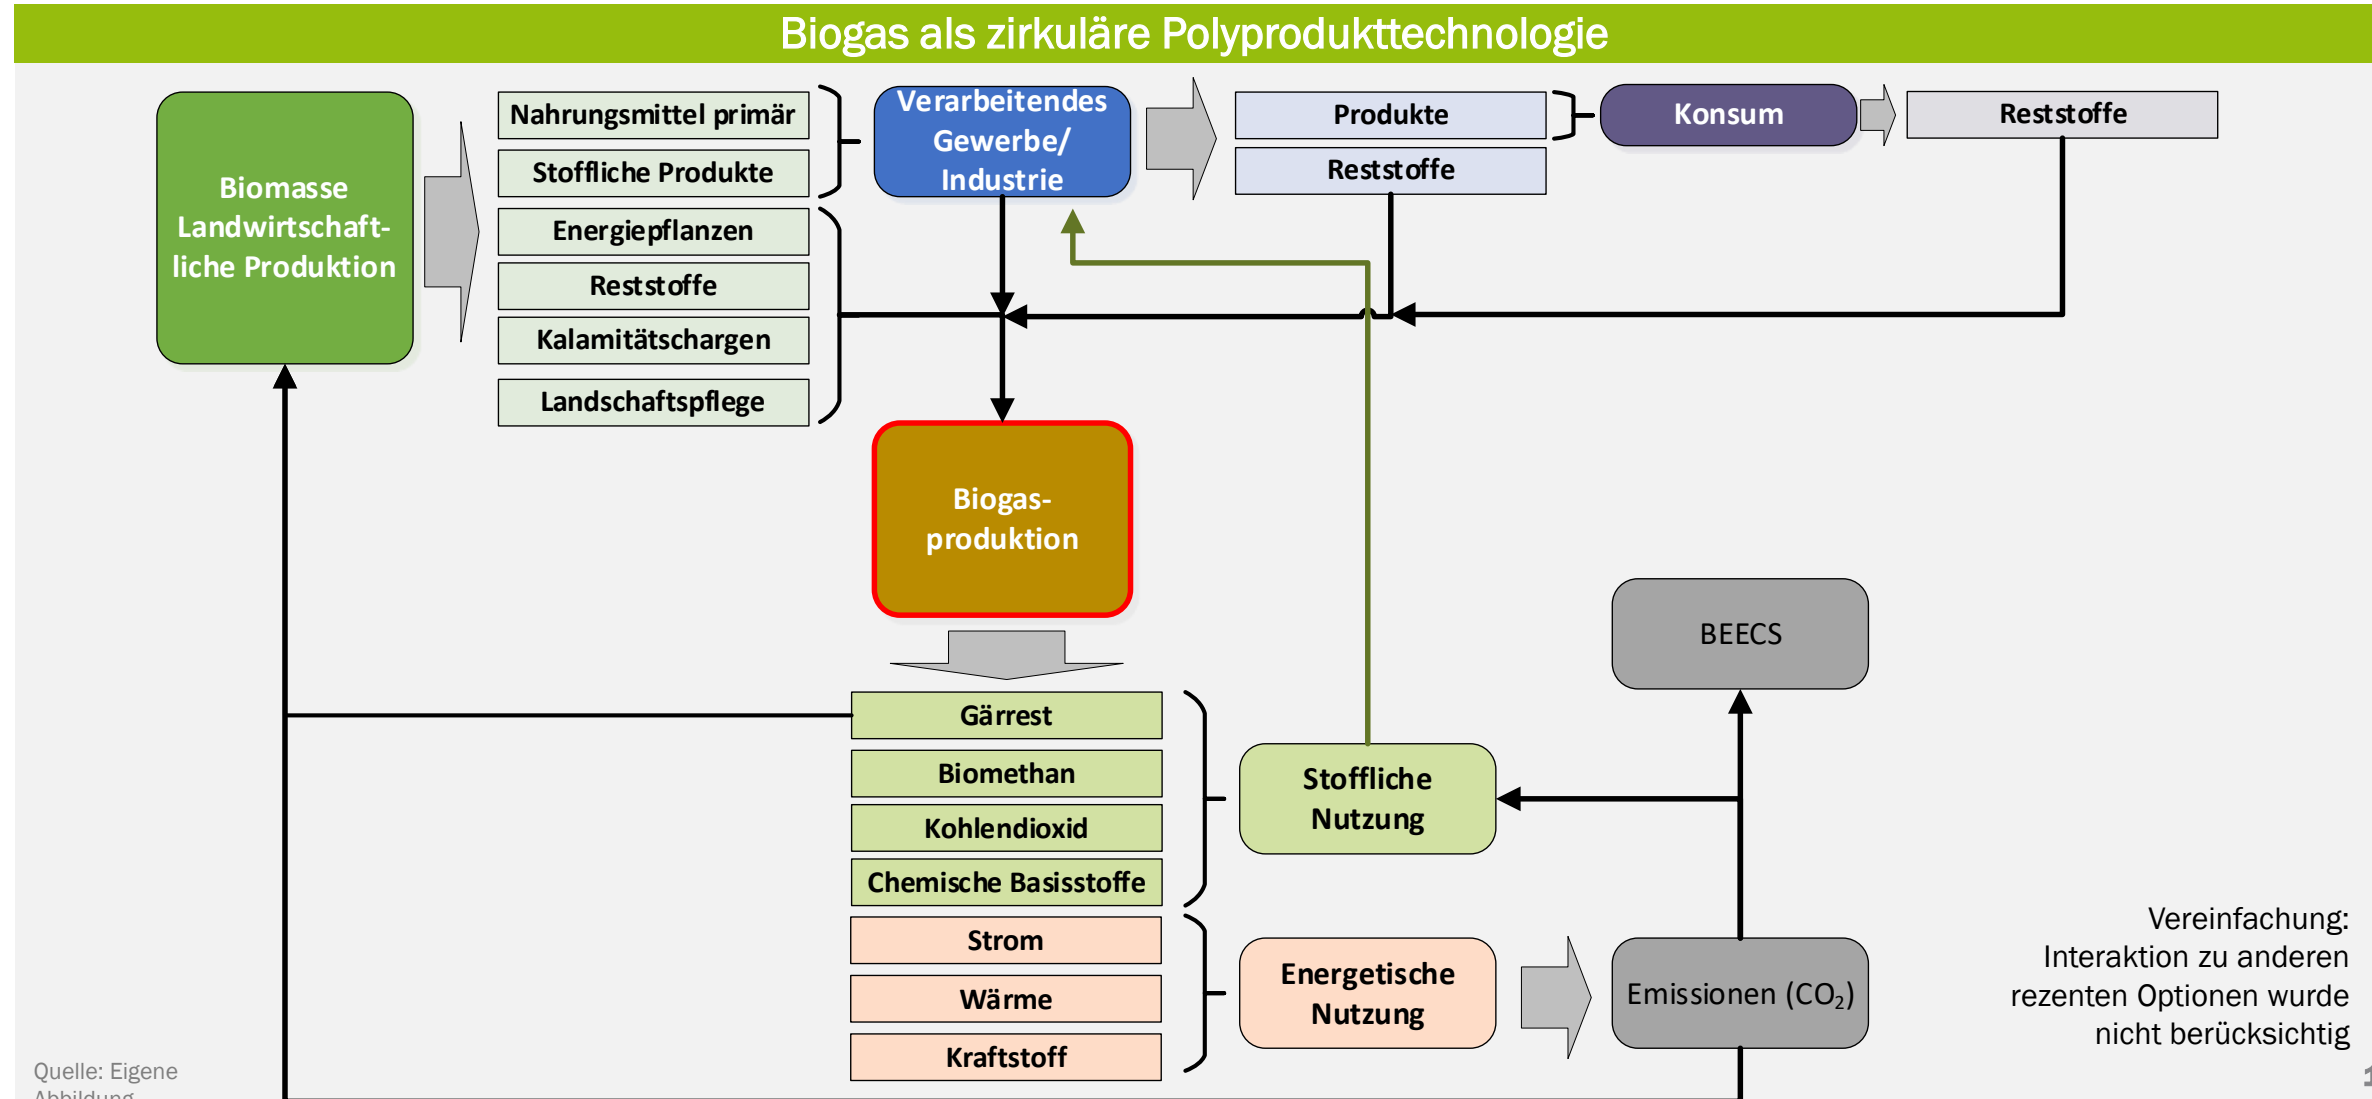 Biogas als zirkuläre Polyprodukttechnologie
Biomasse
Landwirtschaft-
liche Produktion
Nahrungsmittel primär
Stoffliche Produkte
Energiepflanzen
Reststoffe
Kalamitätschargen
Landschaftspflege
Verarbeitendes
Gewerbe/
Industrie
Produkte
Reststoffe
Konsum
Reststoffe
Biogas-
produktion
Gärrest
Biomethan
Kohlendioxid
Chemische Basisstoffe
Strom
Wärme
Kraftstoff
Stoffliche
Nutzung
Energetische
Nutzung
BEECS
Emissionen (CO₂)
Vereinfachung:
Interaktion zu anderen
rezenten Optionen wurde
nicht berücksichtig
Quelle: Eigene
Abbildung
1